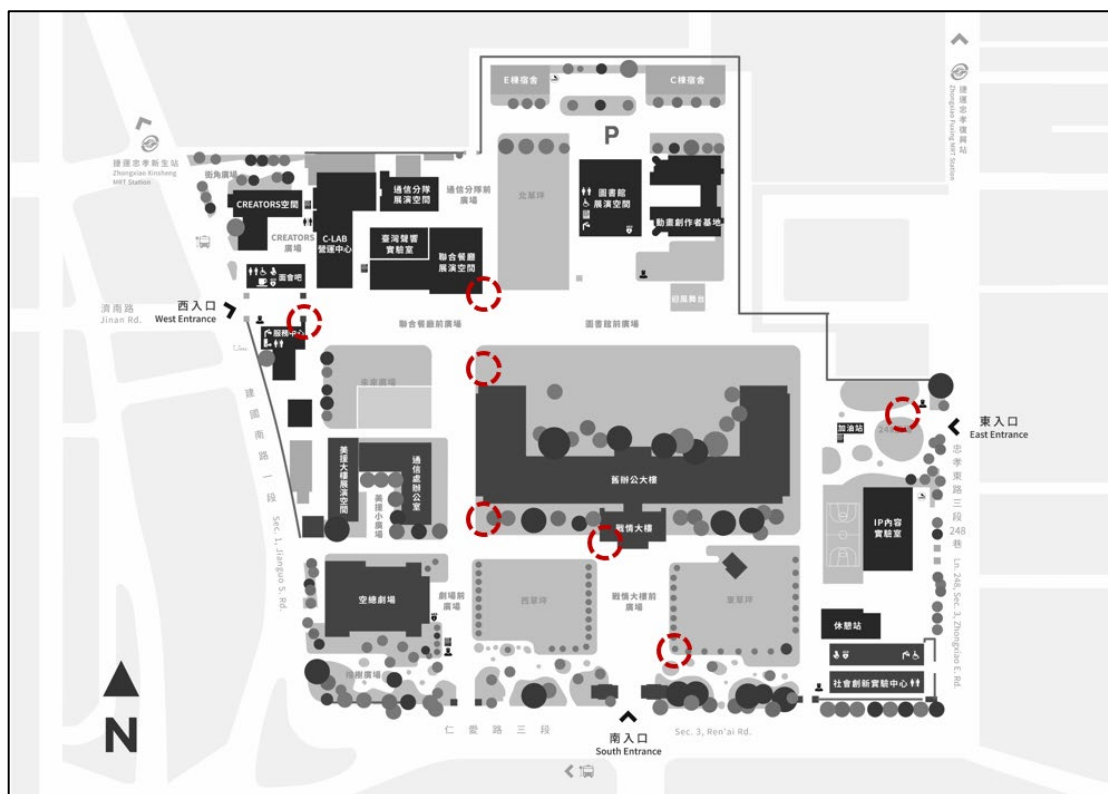 E棟宿舍
C棟宿舍
P
捷運忠孝復興站
Zhongxiao Fuxing MRT Station
捷運忠孝新生站
Zhongxiao Xinsheng
MRT Station
街角廣場
CREATORS空間
CREATORS
廣場
C-LAB
營運中心
通信分隊
展演空間
通信分隊前
廣場
臺灣聲響
實驗室
聯合餐廳
展演空間
北草坪
圖書館
展演空間
動畫創作者基地
迎風舞台
面會吧
濟南路
Jinan Rd.
西入口
West Entrance
服務中心
聯合餐廳前廣場
圖書館前廣場
建國南路一段 Sec. 1, Jianguo S. Rd.
美援大樓展演空間
通信處辦公室
美援小廣場
舊辦公大樓
戰情大樓
加油站
東入口
East Entrance
忠孝東路三段248巷 Ln. 248, Sec. 3, Zhongxiao E. Rd.
IP內容
實驗室
空總劇場
劇場前
廣場
西草坪
戰情大樓前
廣場
東草坪
休憩站
社會創新實驗中心
N
仁愛路三段
南入口
South Entrance
Sec. 3, Ren'ai Rd.